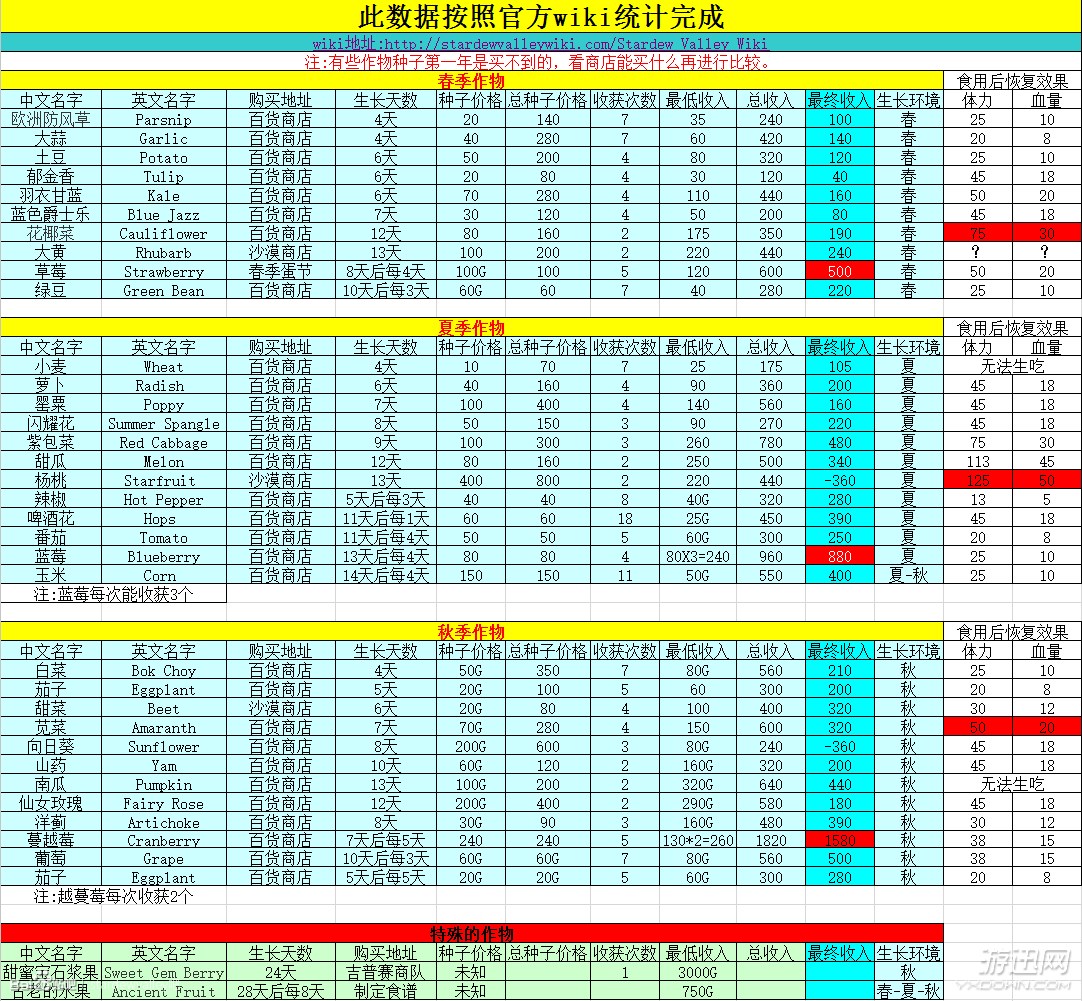 此数据按照官方wiki统计完成
wiki地址:http://stardewvalleywiki.com/Stardew_Valley_Wiki
注:有些作物种子第一年是买不到的，看商店能买什么再进行比较。
春季作物 食用后恢复效果
中文名字 英文名字 购买地址 生长天数 种子价格 总种子价格 收获次数 最低收入 总收入 最终收入 生长环境 体力 血量
欧洲防风草 Parsnip 百货商店 4天 20 140 7 35 240 100 春 25 10
大蒜 Garlic 百货商店 4天 40 280 7 60 420 140 春 20 8
土豆 Potato 百货商店 6天 50 200 4 80 320 120 春 25 10
郁金香 Tulip 百货商店 6天 20 80 4 30 120 40 春 45 18
羽衣甘蓝 Kale 百货商店 6天 70 280 4 110 440 160 春 50 20
蓝色爵士乐 Blue Jazz 百货商店 7天 30 120 4 50 200 80 春 45 18
花椰菜 Cauliflower 百货商店 12天 80 160 2 175 350 190 春 75 30
大黄 Rhubarb 沙漠商店 13天 100 200 2 220 440 240 春 ? ?
草莓 Strawberry 春季蛋节 8天后每4天 100G 100 5 120 600 500 春 50 20
绿豆 Green Bean 百货商店 10天后每3天 60G 60 7 40 280 220 春 25 10
夏季作物 食用后恢复效果
中文名字 英文名字 购买地址 生长天数 种子价格 总种子价格 收获次数 最低收入 总收入 最终收入 生长环境 体力 血量
小麦 Wheat 百货商店 4天 10 70 7 25 175 105 夏 无法生吃
萝卜 Radish 百货商店 6天 40 160 4 90 360 200 夏 45 18
罂粟 Poppy 百货商店 7天 100 400 4 140 560 160 夏 45 18
闪耀花 Summer Spangle 百货商店 8天 50 150 3 90 270 220 夏 45 18
紫包菜 Red Cabbage 百货商店 9天 100 300 3 260 780 480 夏 75 30
甜瓜 Melon 百货商店 12天 80 160 2 250 500 340 夏 113 45
杨桃 Starfruit 沙漠商店 13天 400 800 2 220 440 -360 夏 125 50
辣椒 Hot Pepper 百货商店 5天后每3天 40 40 8 40G 320 280 夏 13 5
啤酒花 Hops 百货商店 11天后每1天 60 60 18 25G 450 390 夏 45 18
番茄 Tomato 百货商店 11天后每4天 50 50 5 60G 300 250 夏 20 8
蓝莓 Blueberry 百货商店 13天后每4天 80 80 4 80X3=240 960 880 夏 25 10
玉米 Corn 百货商店 14天后每4天 150 150 11 50G 550 400 夏-秋 25 10
注:蓝莓每次能收获3个
秋季作物 食用后恢复效果
中文名字 英文名字 购买地址 生长天数 种子价格 总种子价格 收获次数 最低收入 总收入 最终收入 生长环境 体力 血量
白菜 Bok Choy 百货商店 4天 50G 350 7 80G 560 210 秋 25 10
茄子 Eggplant 百货商店 5天 20G 100 5 60 300 200 秋 20 8
甜菜 Beet 沙漠商店 6天 20G 80 4 100 400 320 秋 30 12
苋菜 Amaranth 百货商店 7天 70G 280 4 150 600 320 秋 50 20
向日葵 Sunflower 百货商店 8天 200G 600 3 80G 240 -360 秋 45 18
山药 Yam 百货商店 10天 60G 120 2 160G 320 200 秋 45 18
南瓜 Pumpkin 百货商店 13天 100G 200 2 320G 640 440 秋 无法生吃
仙女玫瑰 Fairy Rose 百货商店 12天 200G 400 2 290G 580 180 秋 45 18
洋蓟 Artichoke 百货商店 8天 30G 90 3 160G 480 390 秋 30 12
蔓越莓 Cranberry 百货商店 7天后每5天 240 240 5 130*2=260 1820 1580 秋 38 15
葡萄 Grape 百货商店 10天后每3天 60G 60G 7 80G 560 500 秋 38 15
茄子 Eggplant 百货商店 5天后每5天 20G 20G 5 60G 300 280 秋 20 8
注:越蔓莓每次收获2个
特殊的作物
中文名字 英文名字 生长天数 购买地址 种子价格 总种子价格 收获次数 最低收入 总收入 最终收入 生长环境
甜蜜宝石浆果 Sweet Gem Berry 24天 吉普赛商队 未知 1 3000G 秋
古老的水果 Ancient Fruit 28天后每8天 制定食谱 未知 750G 春-夏-秋
游迅网
YXDOWN.COM